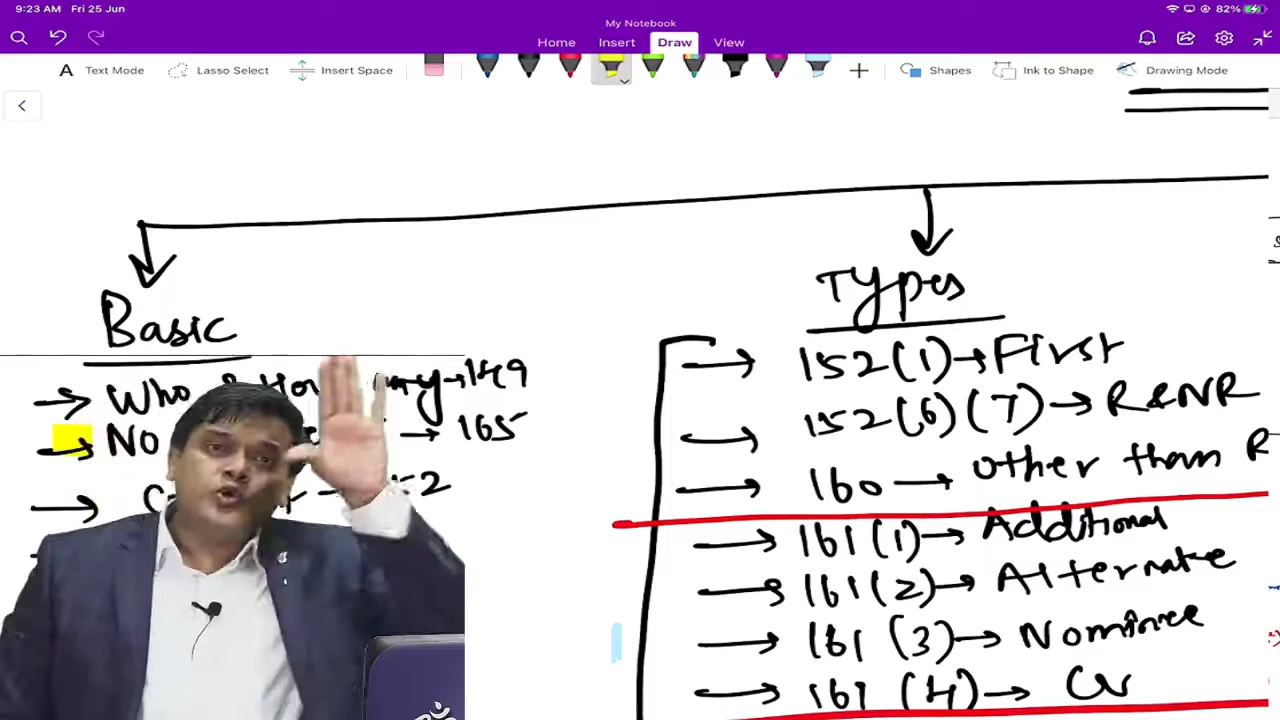 9:23 AM Fri 25 Jun
82%
My Notebook
Home Insert Draw View
Text Mode Lasso Select Insert Space Shapes Ink to Shape Drawing Mode
Basic
→ Who → 149
→ No → 165
Types
→ 152 (1) → First
→ 152 (6) (7) → R & NR
→ 160 → Other than R
→ 161 (1) → Additional
→ 161 (2) → Alternate
→ 161 (3) → Nominee
→ 161 (4) → CV